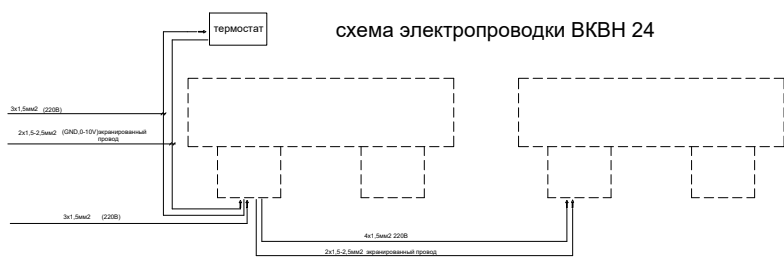 термостат
схема электропроводки ВКВН 24
3х1,5мм2 (220В)
2х1,5-2,5мм2 (GND,0-10V)экранированный
провод
3х1,5мм2 (220В)
4х1,5мм2 220В
2х1,5-2,5мм2 экранированный провод